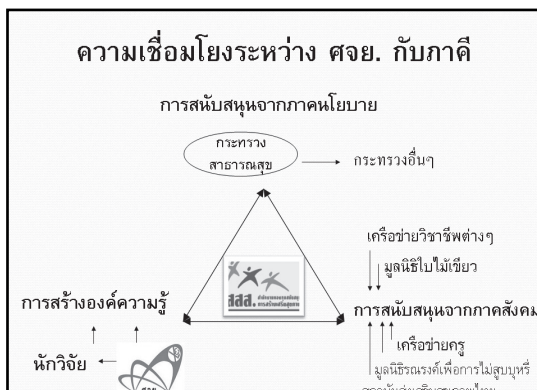 ความเชื่อมโยงระหว่าง ศจย. กับภาคี
การสนับสนุนจากภาคนโยบาย
กระทรวง
สาธารณสุข
กระทรวงอื่นๆ
เครือข่ายวิชาชีพต่างๆ
มูลนิธิใบไม้เขียว
สสส.
การสร้างองค์ความรู้
การสนับสนุนจากภาคสังคม
เครือข่ายครู
นักวิจัย
มูลนิธิรณรงค์เพื่อการไม่สูบบุหรี่